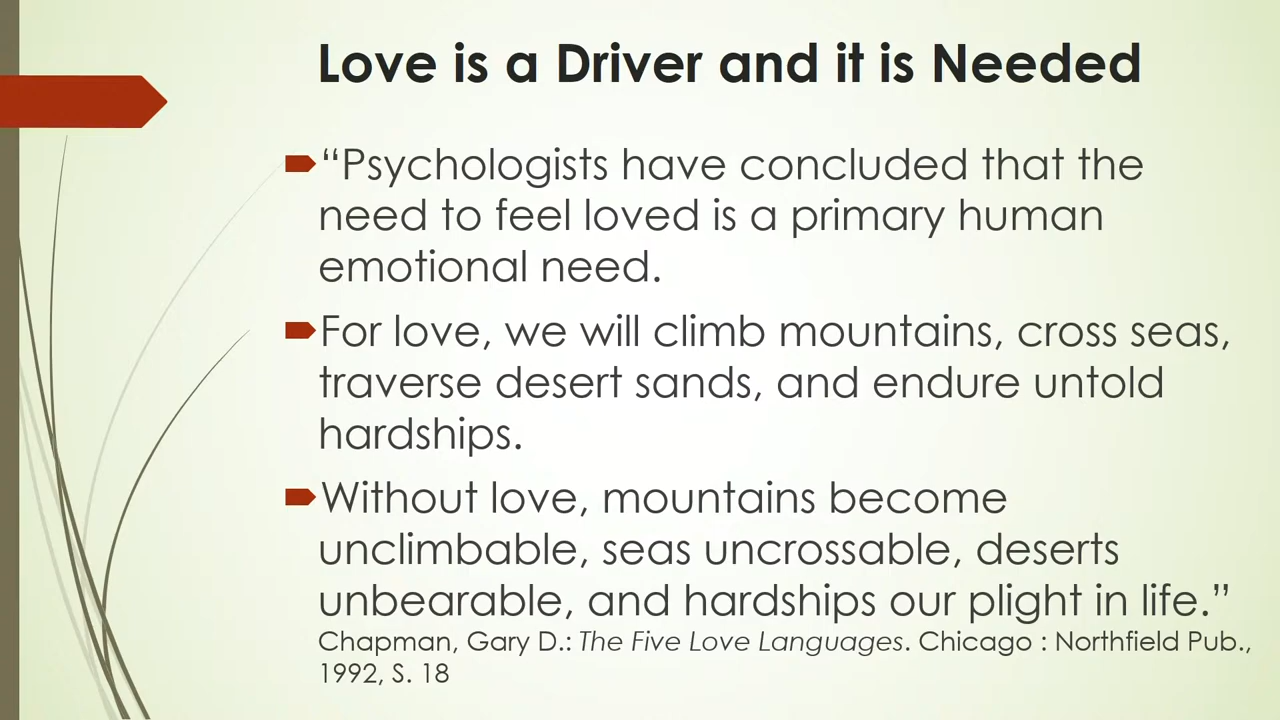 Love is a Driver and it is Needed
“Psychologists have concluded that the
need to feel loved is a primary human
emotional need.
For love, we will climb mountains, cross seas,
traverse desert sands, and endure untold
hardships.
Without love, mountains become
unclimbable, seas uncrossable, deserts
unbearable, and hardships our plight in life.”
Chapman, Gary D.: The Five Love Languages. Chicago : Northfield Pub.,
1992, S. 18